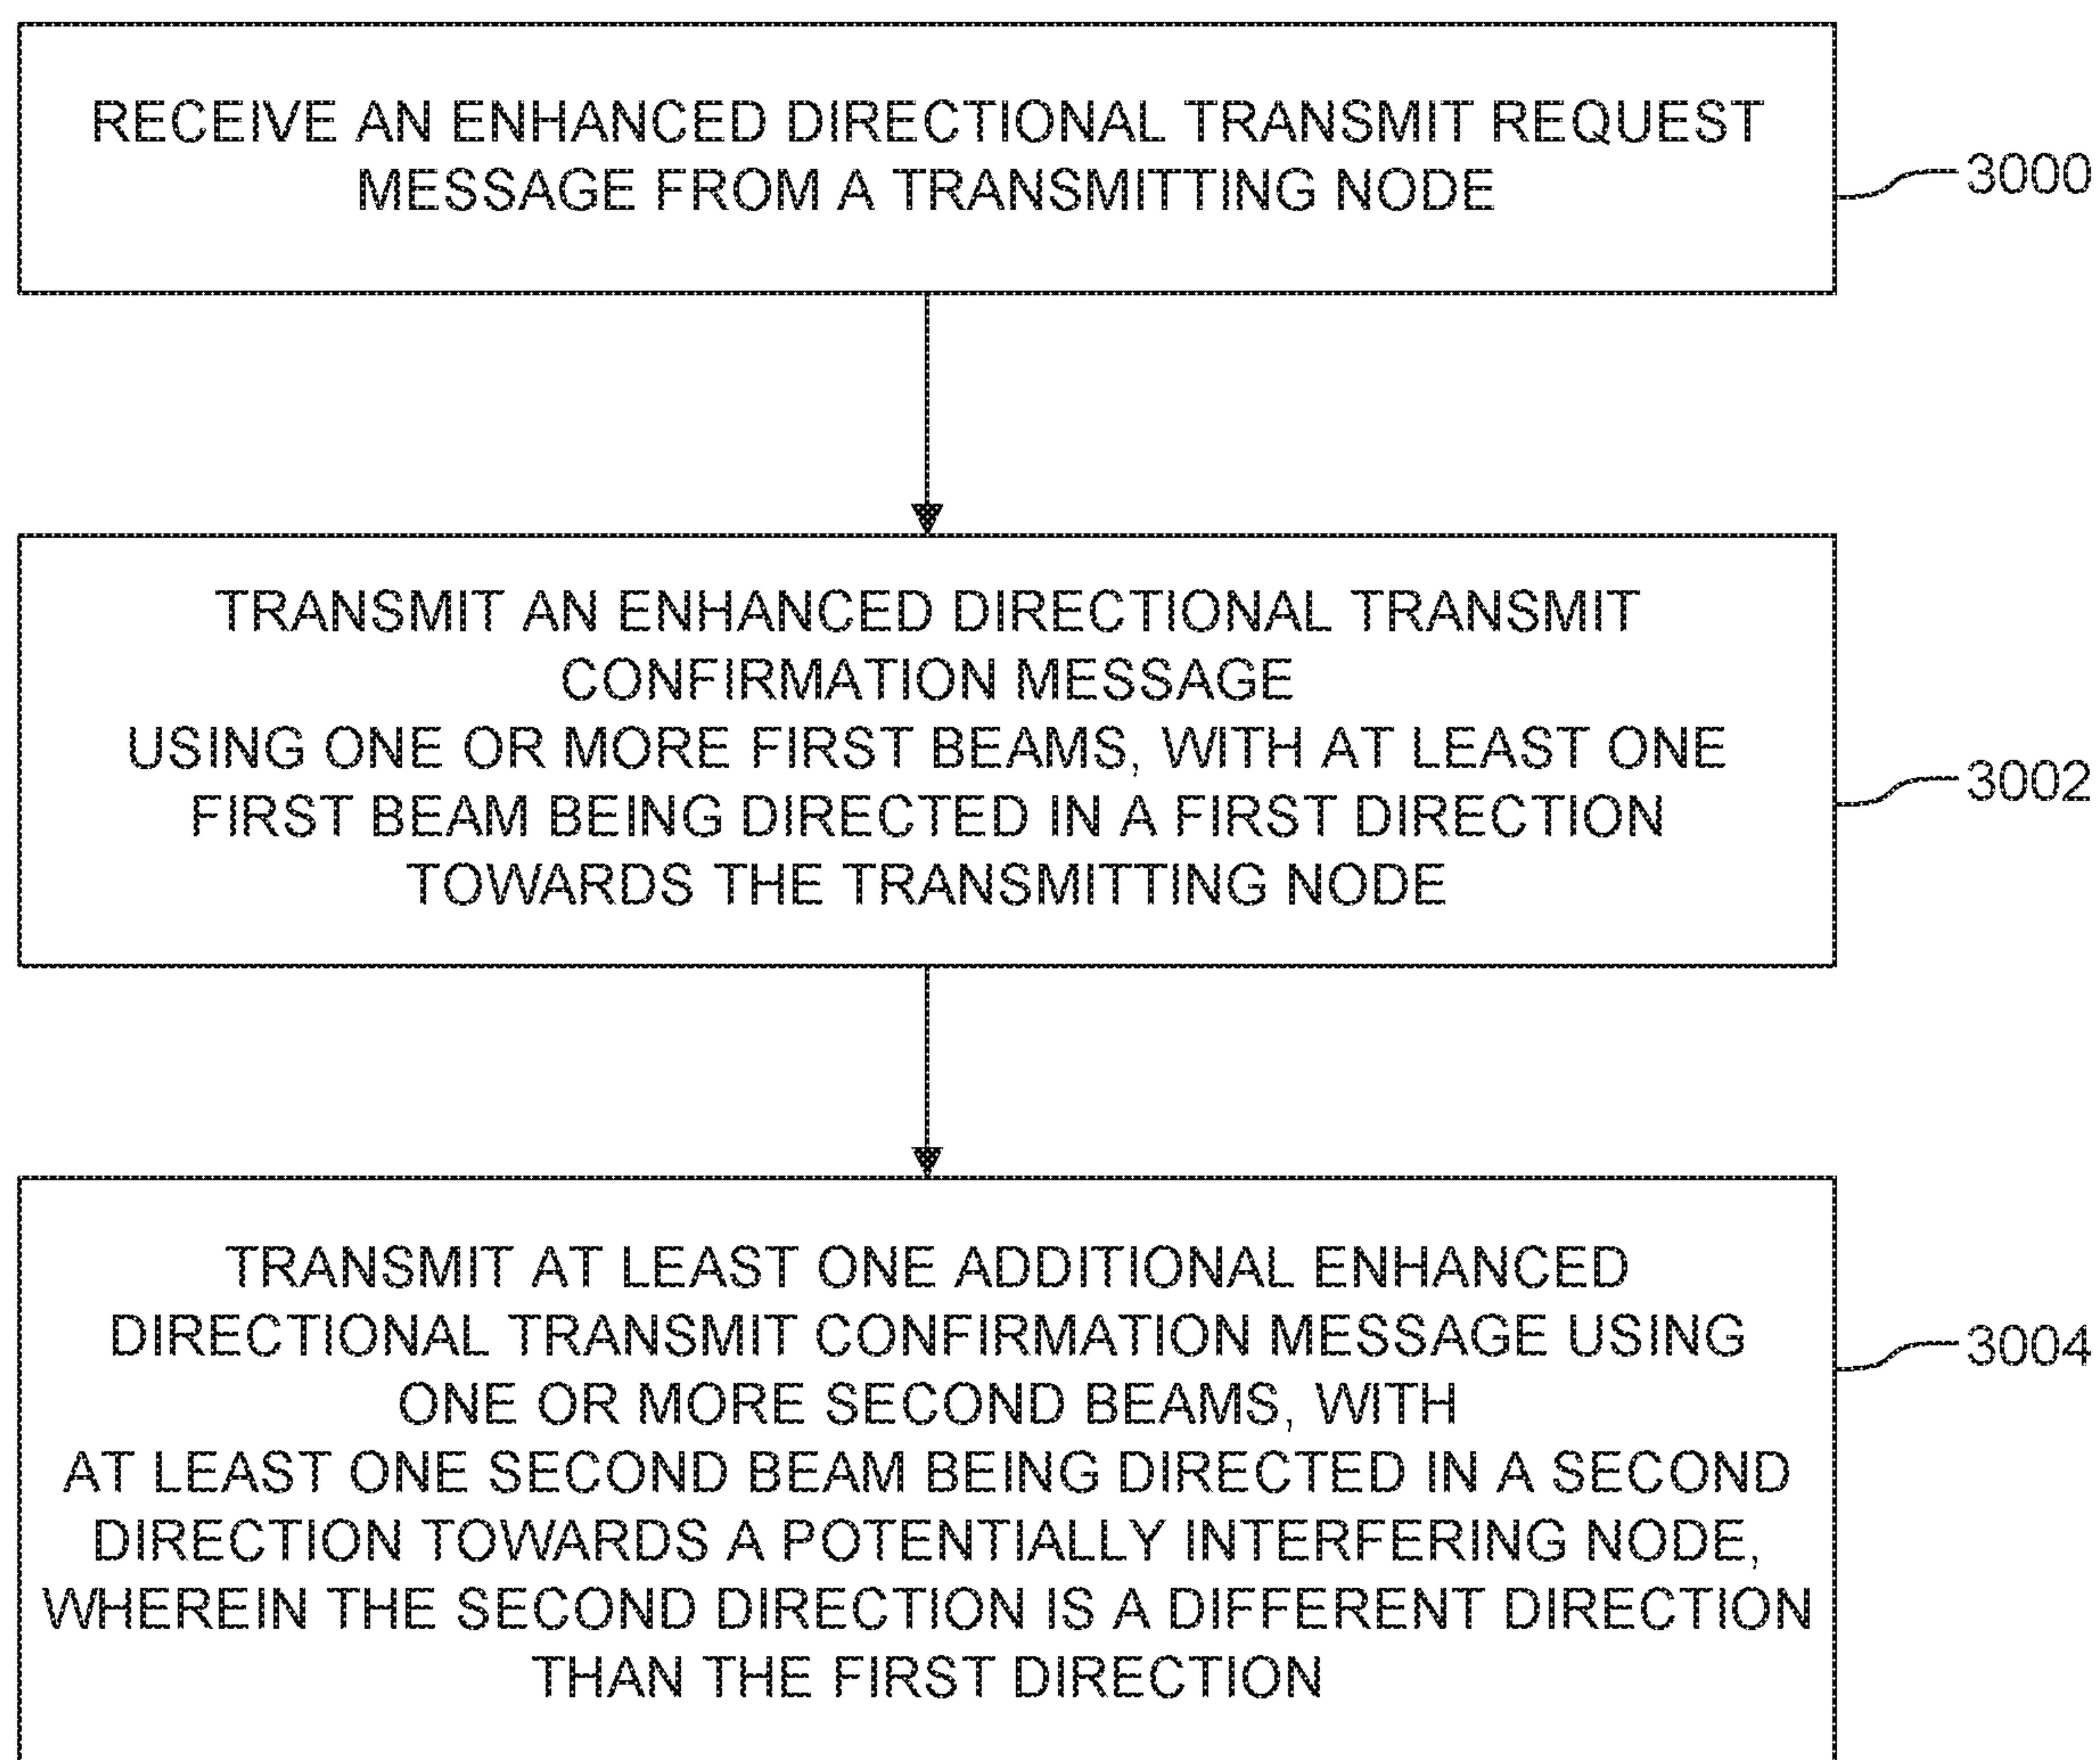 RECEIVE AN ENHANCED DIRECTIONAL TRANSMIT REQUEST
MESSAGE FROM A TRANSMITTING NODE
3000
TRANSMIT AN ENHANCED DIRECTIONAL TRANSMIT
CONFIRMATION MESSAGE
USING ONE OR MORE FIRST BEAMS, WITH AT LEAST ONE
FIRST BEAM BEING DIRECTED IN A FIRST DIRECTION
TOWARDS THE TRANSMITTING NODE
3002
TRANSMIT AT LEAST ONE ADDITIONAL ENHANCED
DIRECTIONAL TRANSMIT CONFIRMATION MESSAGE USING
ONE OR MORE SECOND BEAMS, WITH
AT LEAST ONE SECOND BEAM BEING DIRECTED IN A SECOND
DIRECTION TOWARDS A POTENTIALLY INTERFERING NODE,
WHEREIN THE SECOND DIRECTION IS A DIFFERENT DIRECTION
THAN THE FIRST DIRECTION
3004